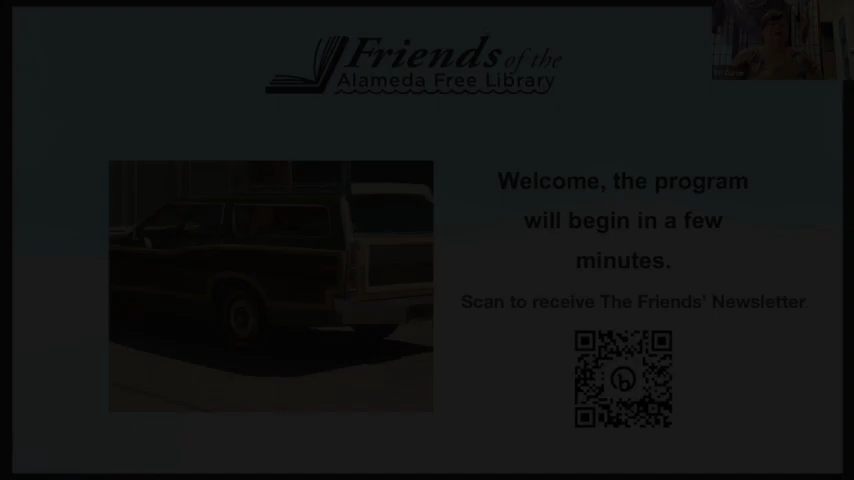 Friends of the
Alameda Free Library
Welcome, the program
will begin in a few
minutes.
Scan to receive The Friends' Newsletter.